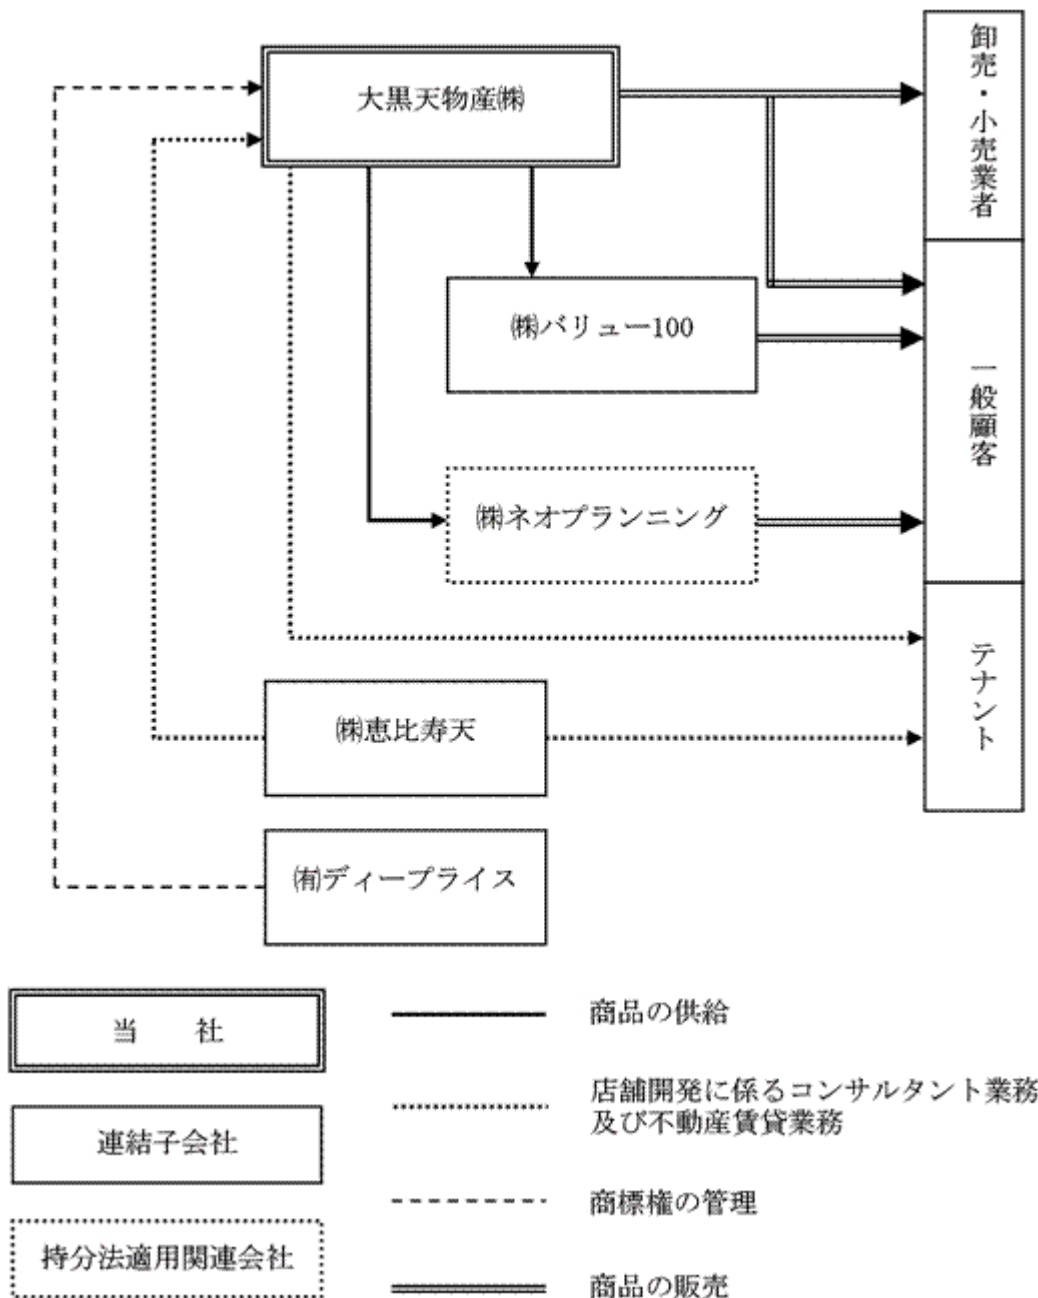 大黒天物産㈱
卸売・小売業者
㈱バリュー100
一般顧客
㈱ネオプランニング
テナント
㈱恵比寿天
㈲ディープライス
当　　社
商品の供給
店舗開発に係るコンサルタント業務
及び不動産賃貸業務
連結子会社
商標権の管理
持分法適用関連会社
商品の販売